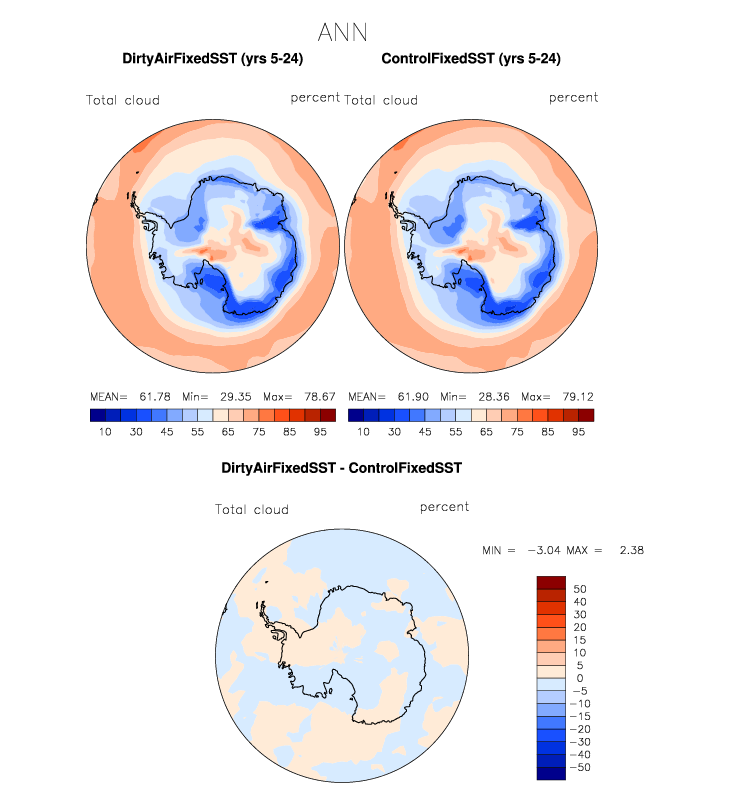 ANN
DirtyAirFixedSST (yrs 5-24) ControlFixedSST (yrs 5-24)
Total cloud percent Total cloud percent
MEAN= 61.78 Min= 29.35 Max= 78.67 MEAN= 61.90 Min= 28.36 Max= 79.12
10 30 45 55 65 75 85 95 10 30 45 55 65 75 85 95
DirtyAirFixedSST - ControlFixedSST
Total cloud percent
MIN = -3.04 MAX = 2.38
50
40
30
20
15
10
5
0
-5
-10
-15
-20
-30
-40
-50